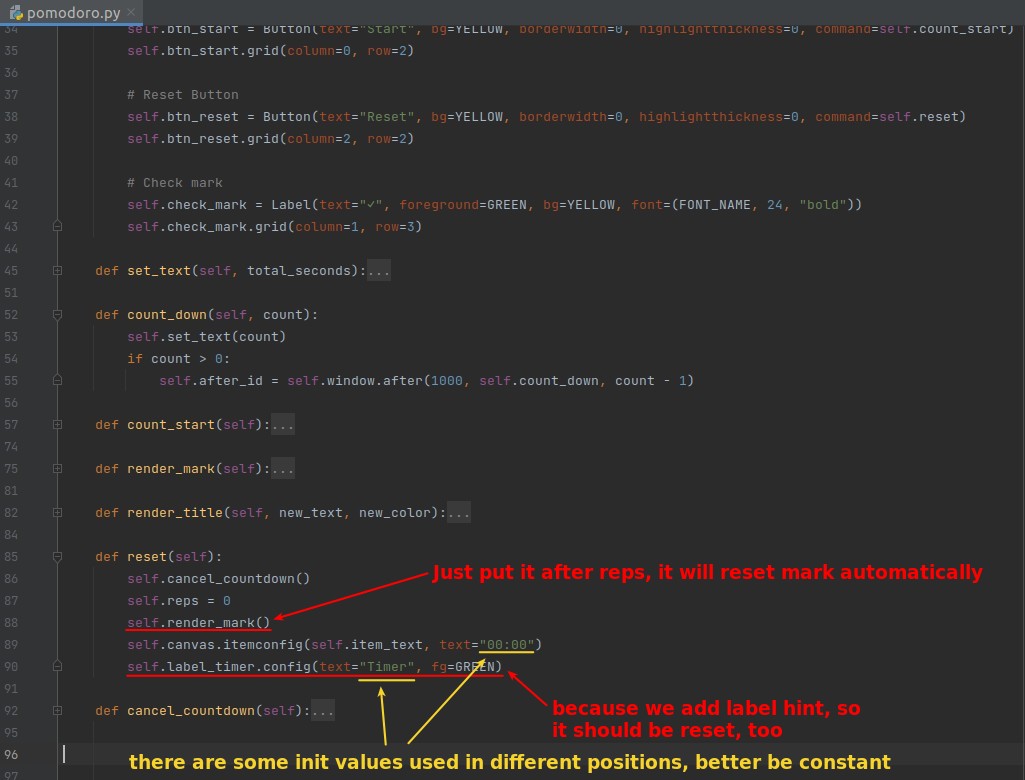 pomodoro.py ×
34 self.btn_start = Button(text="Start", bg=YELLOW, borderwidth=0, highlightthickness=0, command=self.count_start)
35 self.btn_start.grid(column=0, row=2)
36
37 # Reset Button
38 self.btn_reset = Button(text="Reset", bg=YELLOW, borderwidth=0, highlightthickness=0, command=self.reset)
39 self.btn_reset.grid(column=2, row=2)
40
41 # Check mark
42 self.check_mark = Label(text="✓", foreground=GREEN, bg=YELLOW, font=(FONT_NAME, 24, "bold"))
43 self.check_mark.grid(column=1, row=3)
44
45 def set_text(self, total_seconds):...
51
52 def count_down(self, count):
53 self.set_text(count)
54 if count > 0:
55 self.after_id = self.window.after(1000, self.count_down, count - 1)
56
57 def count_start(self):...
74
75 def render_mark(self):...
81
82 def render_title(self, new_text, new_color):...
84
85 def reset(self):
Just put it after reps, it will reset mark automatically
86 self.cancel_countdown()
87 self.reps = 0
88 self.render_mark()
89 self.canvas.itemconfig(self.item_text, text="00:00")
90 self.label_timer.config(text="Timer", fg=GREEN)
91
because we add label hint, so
92 def cancel_countdown(self):...
it should be reset, too
95
96
there are some init values used in different positions, better be constant
97